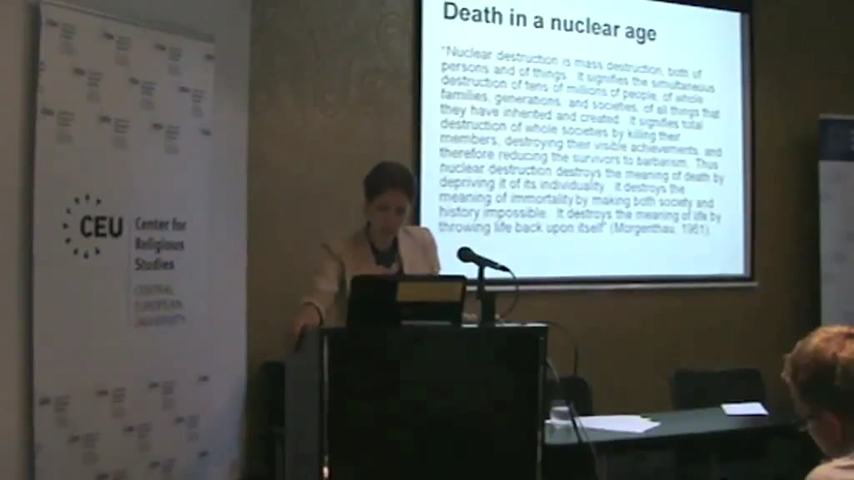 Death in a nuclear age
"Nuclear destruction is mass destruction, both of
persons and of things. It signifies the simultaneous
destruction of tens of millions of people, of whole
families, generations, and societies, of all things that
they have inherited and created. It signifies total
destruction of whole societies by killing their
members, destroying their visible achievements, and
therefore reducing the survivors to barbarism. Thus
nuclear destruction destroys the meaning of death by
depriving it of its individuality. It destroys the
meaning of immortality by making both society and
history impossible. It destroys the meaning of life by
throwing life back upon itself" (Morgenthau, 1961).
CEU
Center for
Religious
Studies
CENTRAL
EUROPEAN
UNIVERSITY